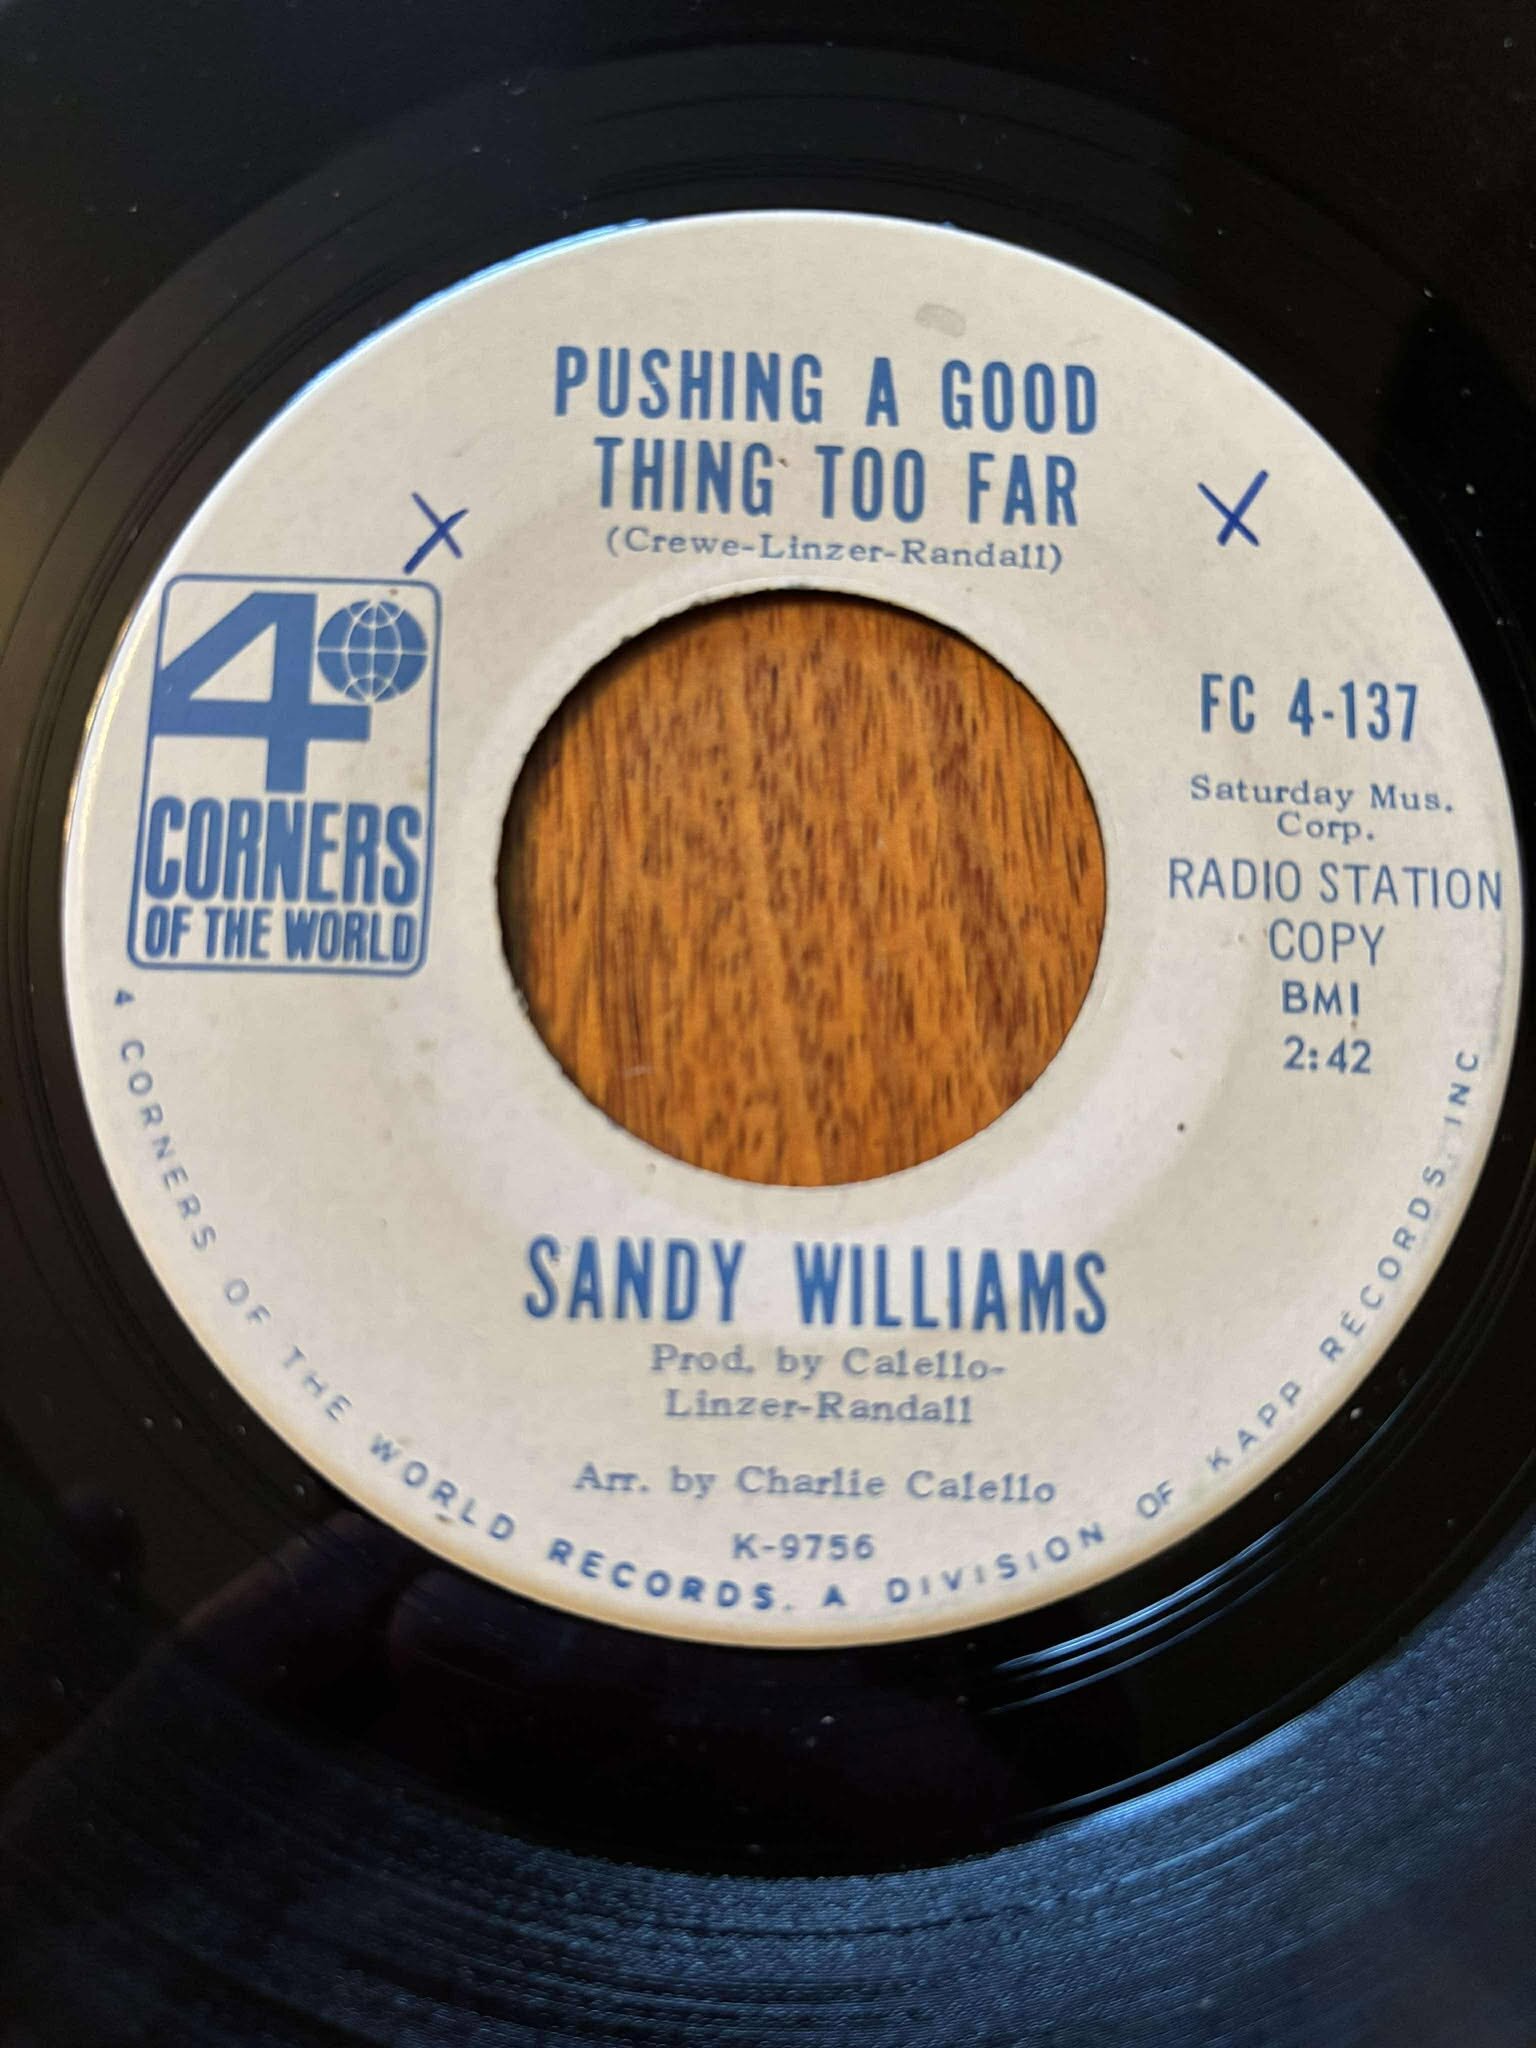 PUSHING A GOOD
THING TOO FAR
(Crewe-Linzer-Randall)
X
X
4
CORNERS
OF THE WORLD
FC 4-137
Saturday Mus.
Corp.
RADIO STATION
COPY
BMI
2:42
SANDY WILLIAMS
Prod. by Calello-
Linzer-Randall
Arr. by Charlie Calello
K-9756
4 CORNERS OF THE WORLD RECORDS. A DIVISION OF KAPP RECORDS, INC